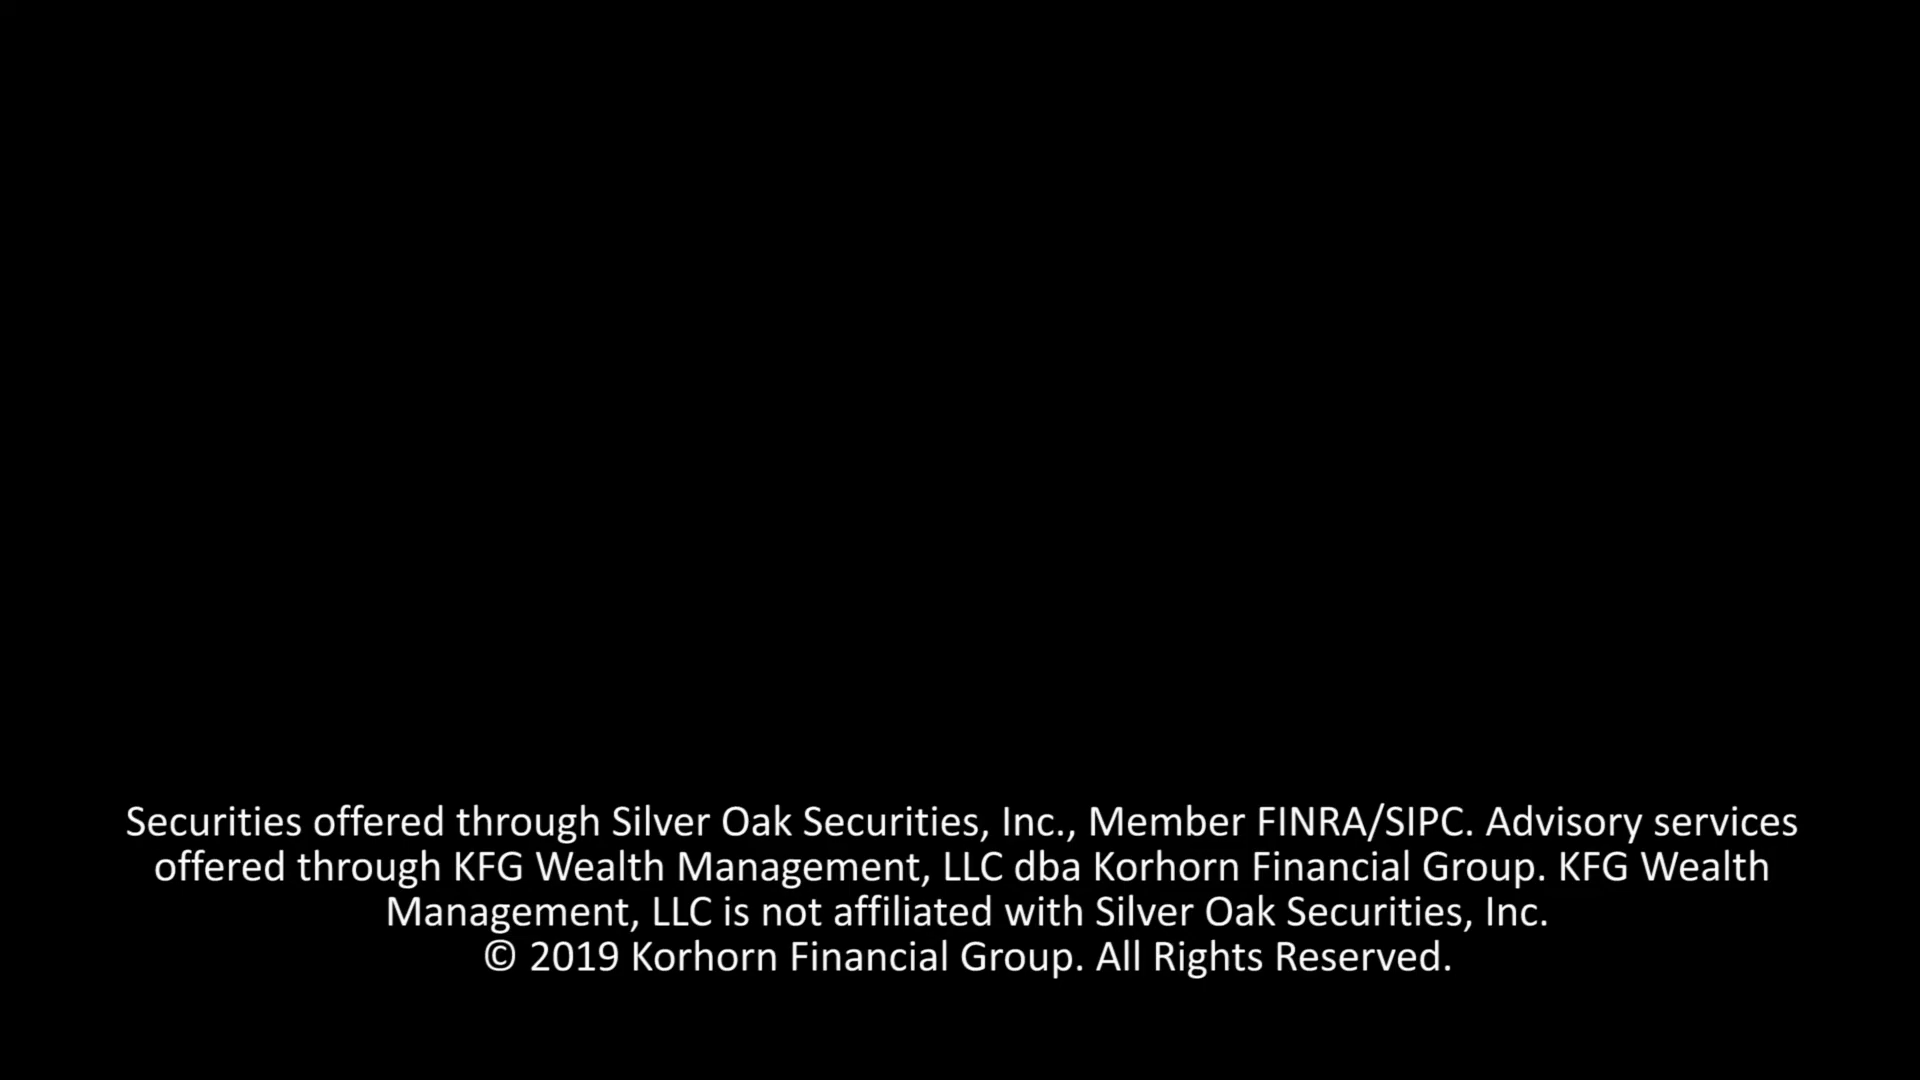 Securities offered through Silver Oak Securities, Inc., Member FINRA/SIPC. Advisory services
offered through KFG Wealth Management, LLC dba Korhorn Financial Group. KFG Wealth
Management, LLC is not affiliated with Silver Oak Securities, Inc.
© 2019 Korhorn Financial Group. All Rights Reserved.